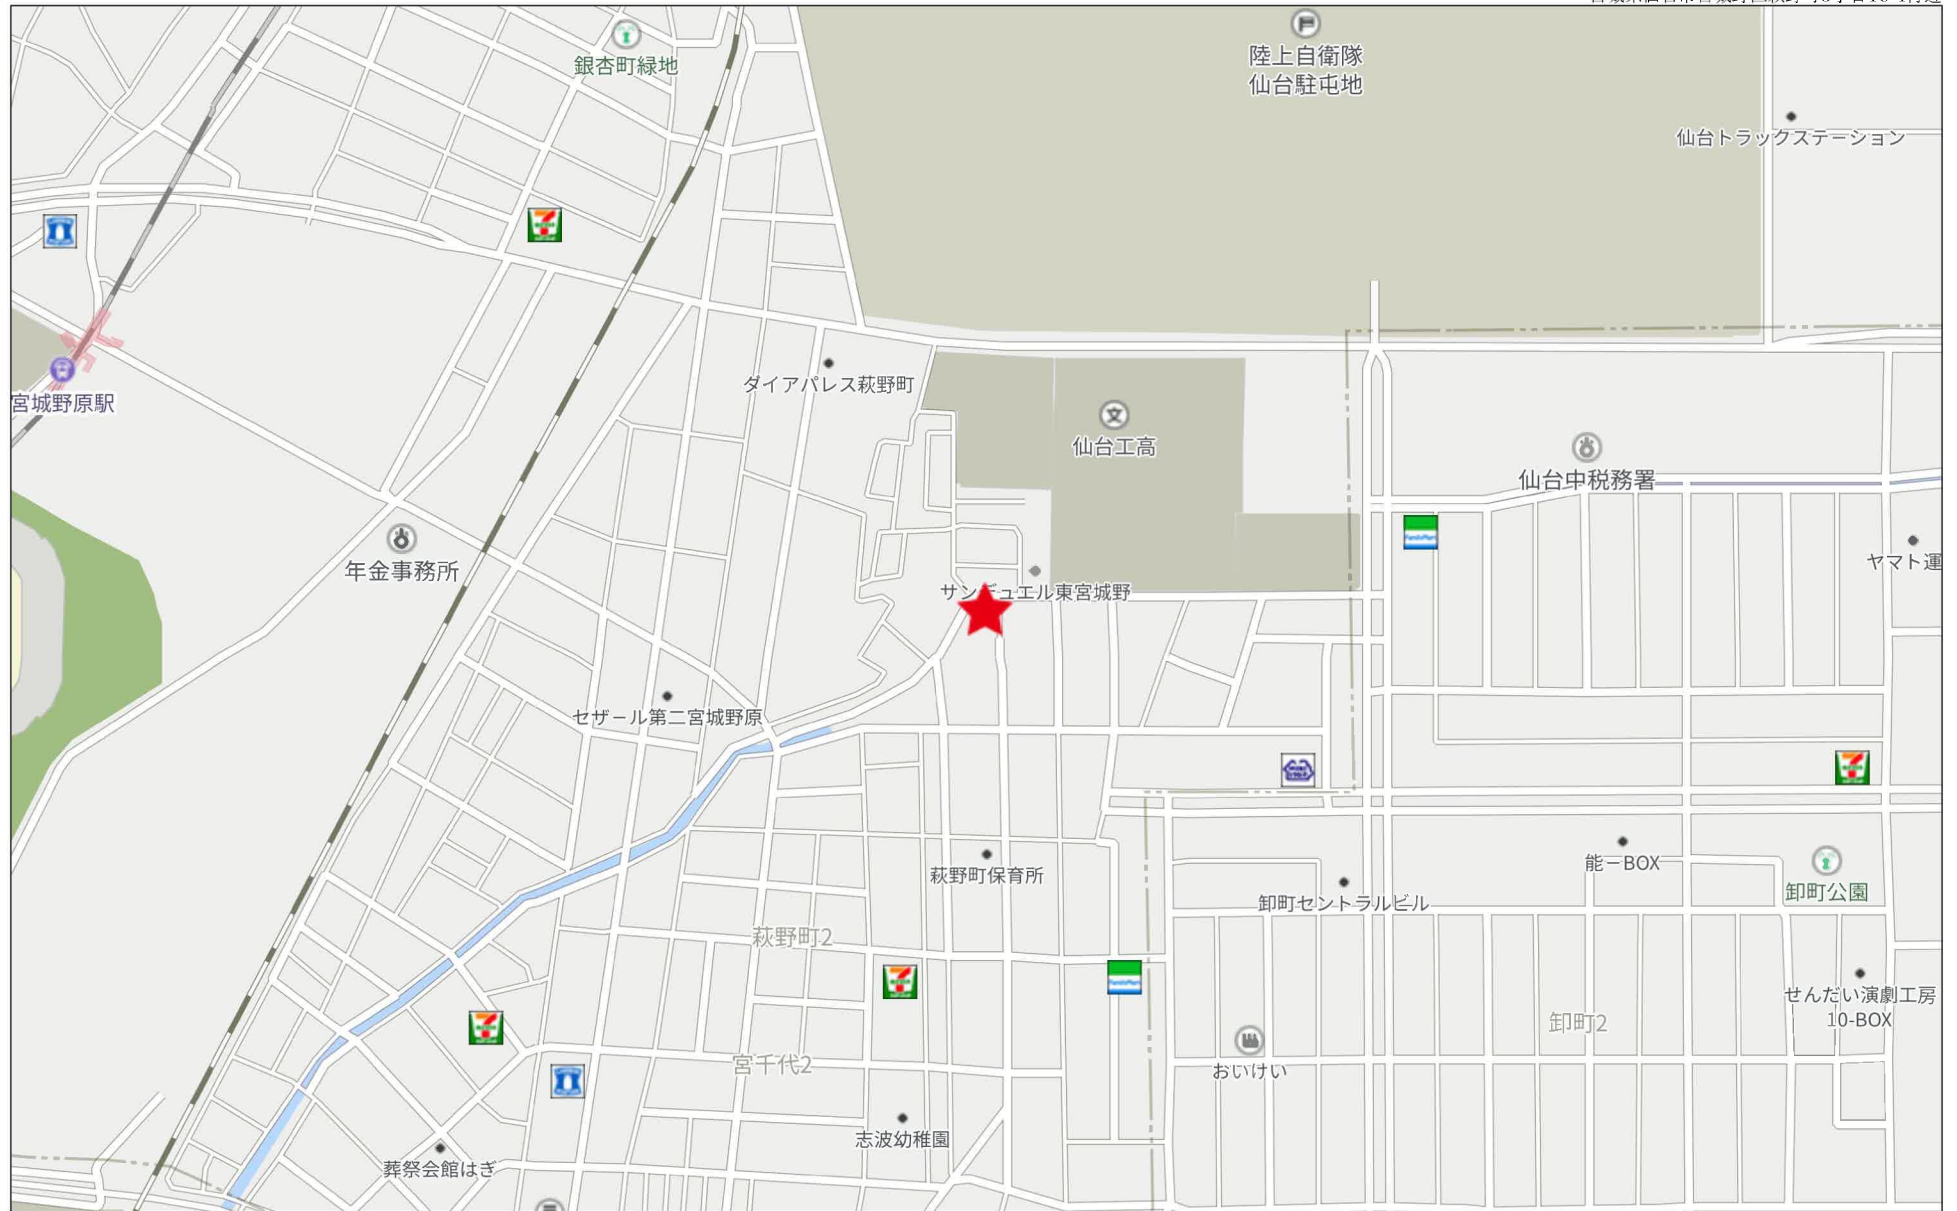 銀杏町緑地
陸上自衛隊
仙台駐屯地
仙台トラックステーション
宮城野原駅
ダイアパレス萩野町
仙台工高
仙台中税務署
年金事務所
FamilyMart
ヤマト運
サンデュエル東宮城野
セザール第二宮城野原
萩野町保育所
能-BOX
卸町公園
卸町セントラルビル
萩野町2
FamilyMart
せんだい演劇工房
10-BOX
卸町2
宮千代2
おいけい
志波幼稚園
葬祭会館はぎ